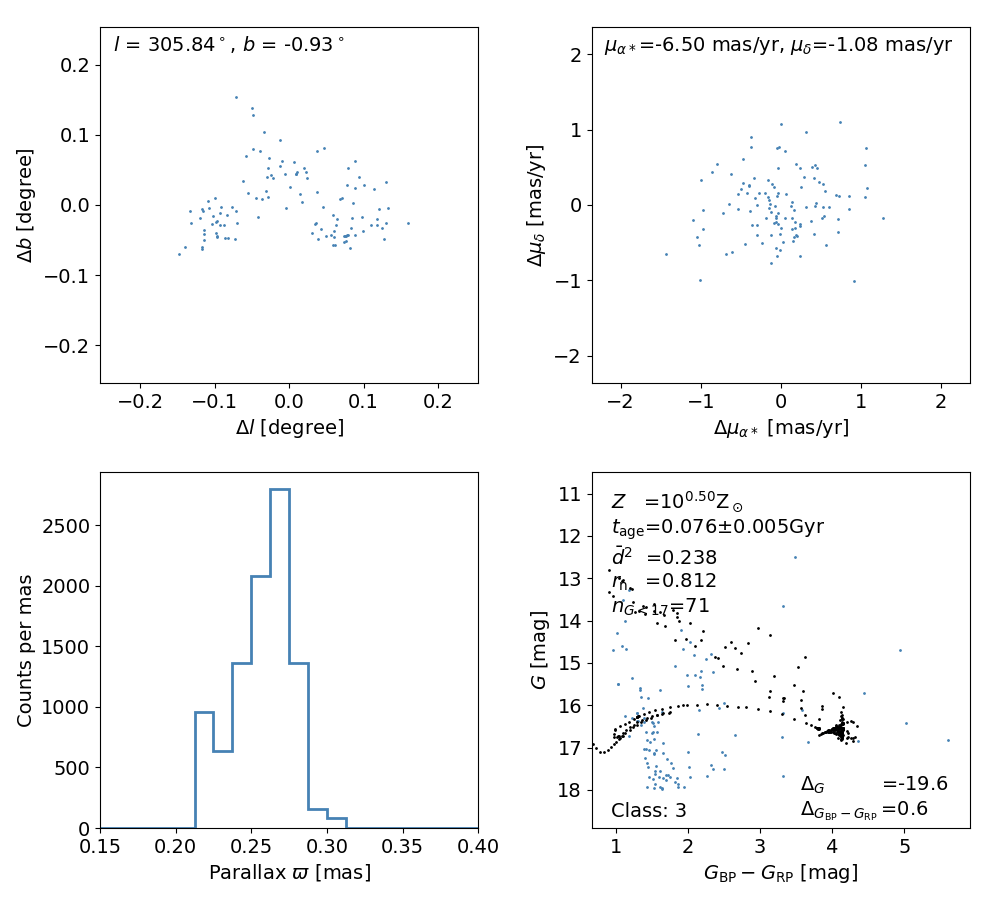 l = 305.84°, b = -0.93°
0.2
0.1
0.0
−0.1
−0.2
Δb [degree]
−0.2 −0.1 0.0 0.1 0.2
Δl [degree]
μα*=-6.50 mas/yr, μδ=-1.08 mas/yr
2
1
0
−1
−2
Δμδ [mas/yr]
−2 −1 0 1 2
Δμα* [mas/yr]
2500
2000
1500
1000
500
0
Counts per mas
0.15 0.20 0.25 0.30 0.35 0.40
Parallax ϖ [mas]
Z =10^0.50 Z⊙
t_age=0.076±0.005Gyr
d̄² =0.238
r_n =0.812
n_G<17=71
11
12
13
14
15
16
17
18
G [mag]
Δ_G =-19.6
Δ_G_BP−G_RP =0.6
Class: 3
1 2 3 4 5
G_BP − G_RP [mag]